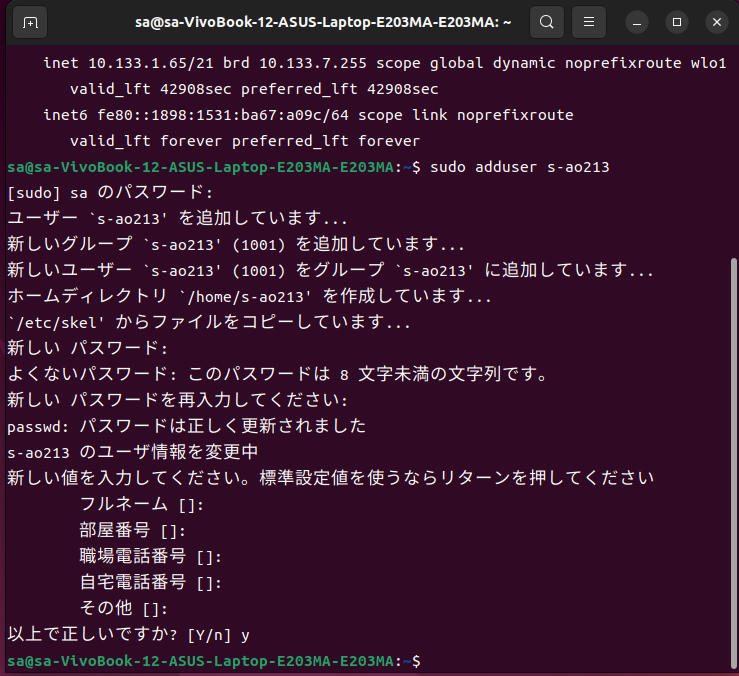 sa@sa-VivoBook-12-ASUS-Laptop-E203MA-E203MA: ~
inet 10.133.1.65/21 brd 10.133.7.255 scope global dynamic noprefixroute wlo1
valid_lft 42908sec preferred_lft 42908sec
inet6 fe80::1898:1531:ba67:a09c/64 scope link noprefixroute
valid_lft forever preferred_lft forever
sa@sa-VivoBook-12-ASUS-Laptop-E203MA-E203MA:~$ sudo adduser s-ao213
[sudo] sa のパスワード:
ユーザー `s-ao213' を追加しています...
新しいグループ `s-ao213' (1001) を追加しています...
新しいユーザー `s-ao213' (1001) をグループ `s-ao213' に追加しています...
ホームディレクトリ `/home/s-ao213' を作成しています...
`/etc/skel' からファイルをコピーしています...
新しい パスワード:
よくないパスワード: このパスワードは 8 文字未満の文字列です。
新しい パスワードを再入力してください:
passwd: パスワードは正しく更新されました
s-ao213 のユーザ情報を変更中
新しい値を入力してください。標準設定値を使うならリターンを押してください
フルネーム []:
部屋番号 []:
職場電話番号 []:
自宅電話番号 []:
その他 []:
以上で正しいですか? [Y/n] y
sa@sa-VivoBook-12-ASUS-Laptop-E203MA-E203MA:~$